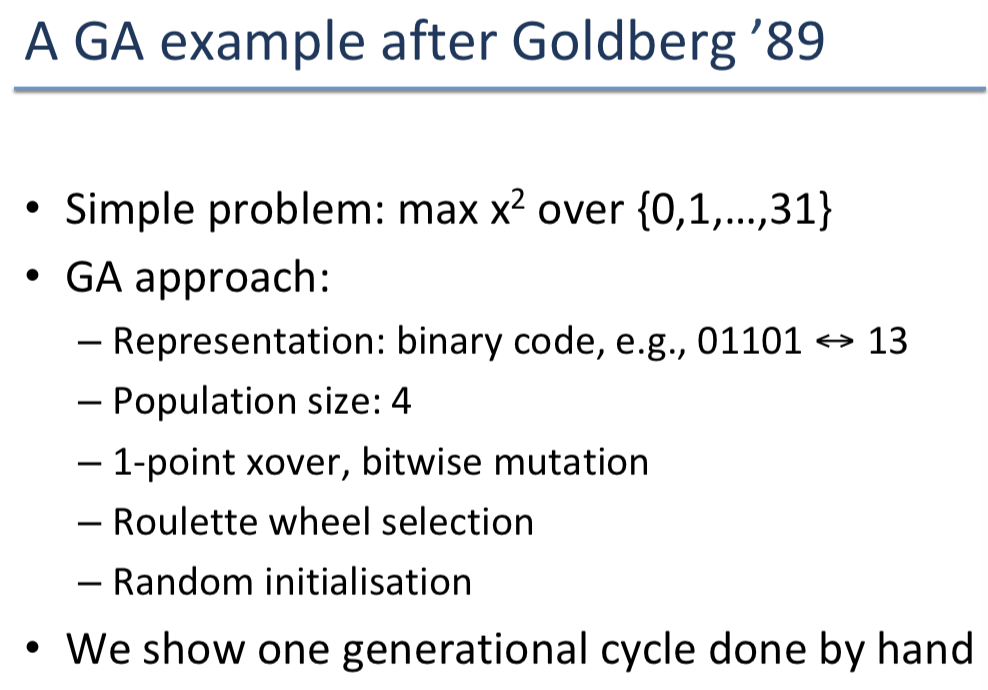 A GA example after Goldberg ’89
• Simple problem: max x² over {0,1,…,31}
• GA approach:
– Representation: binary code, e.g., 01101 ↔ 13
– Population size: 4
– 1-point xover, bitwise mutation
– Roulette wheel selection
– Random initialisation
• We show one generational cycle done by hand